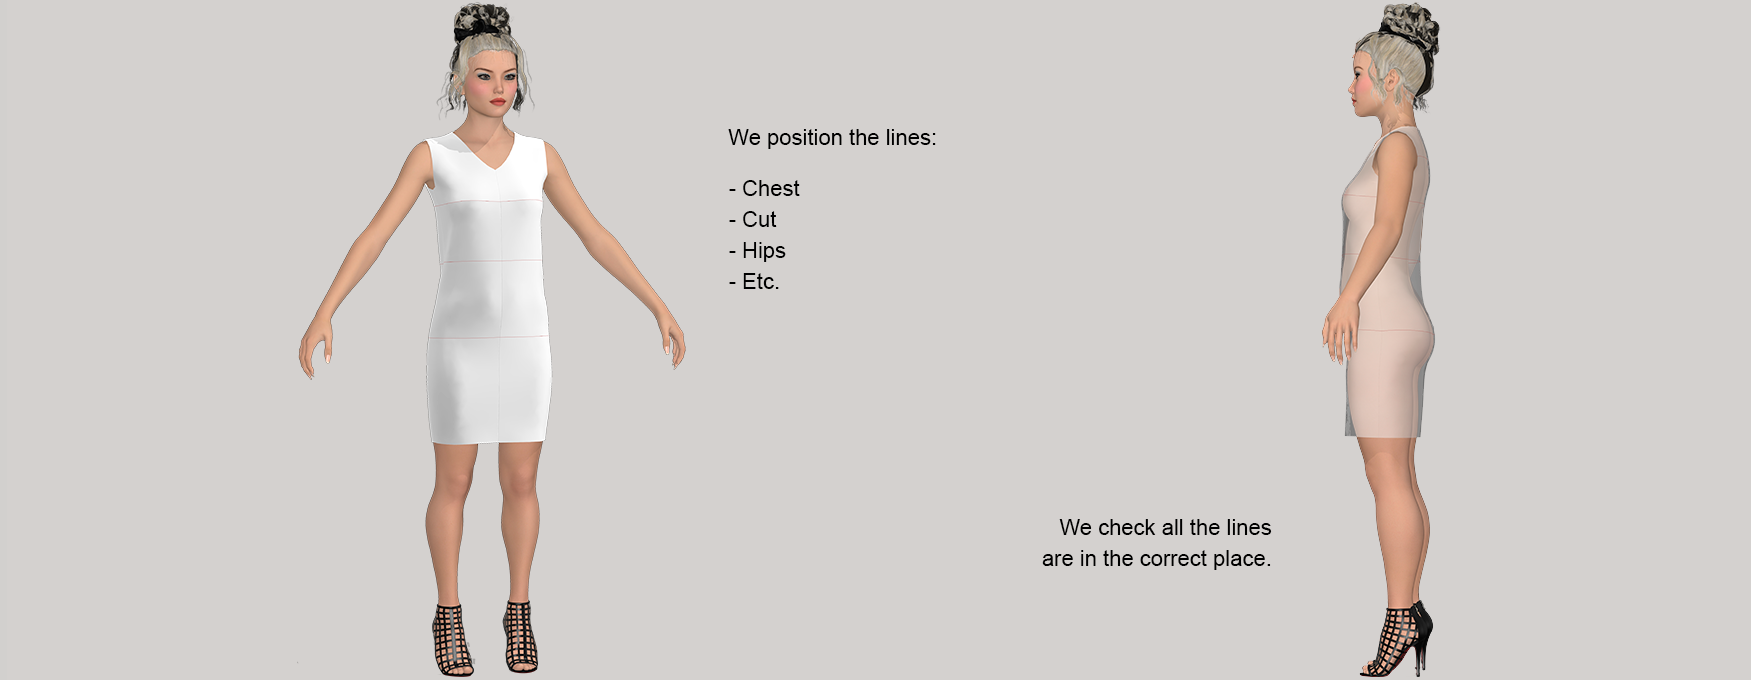 We position the lines:
- Chest
- Cut
- Hips
- Etc.
We check all the lines
are in the correct place.